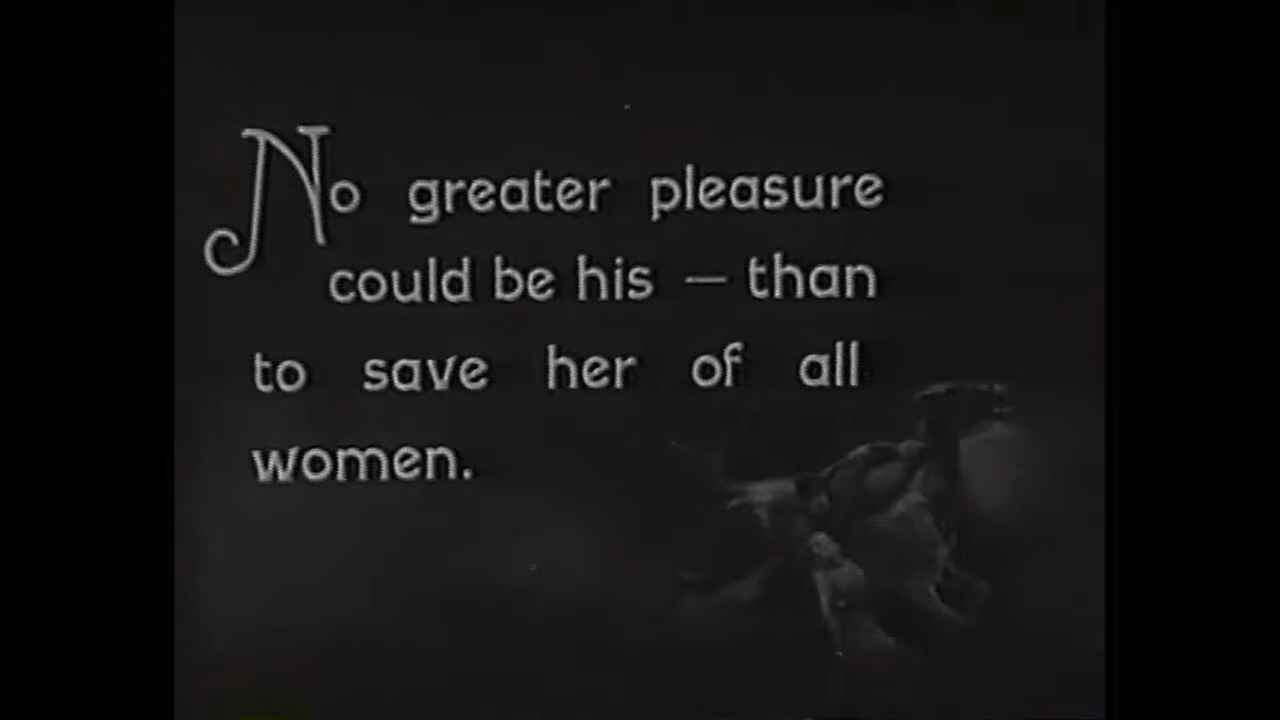 No greater pleasure
could be his — than
to save her of all
women.